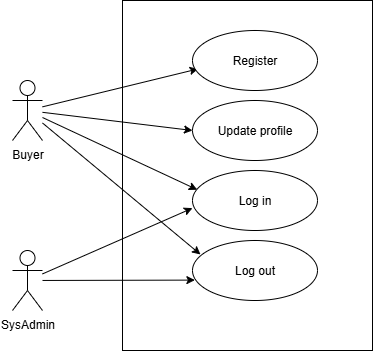 Register
Update profile
Buyer
Log in
Log out
SysAdmin